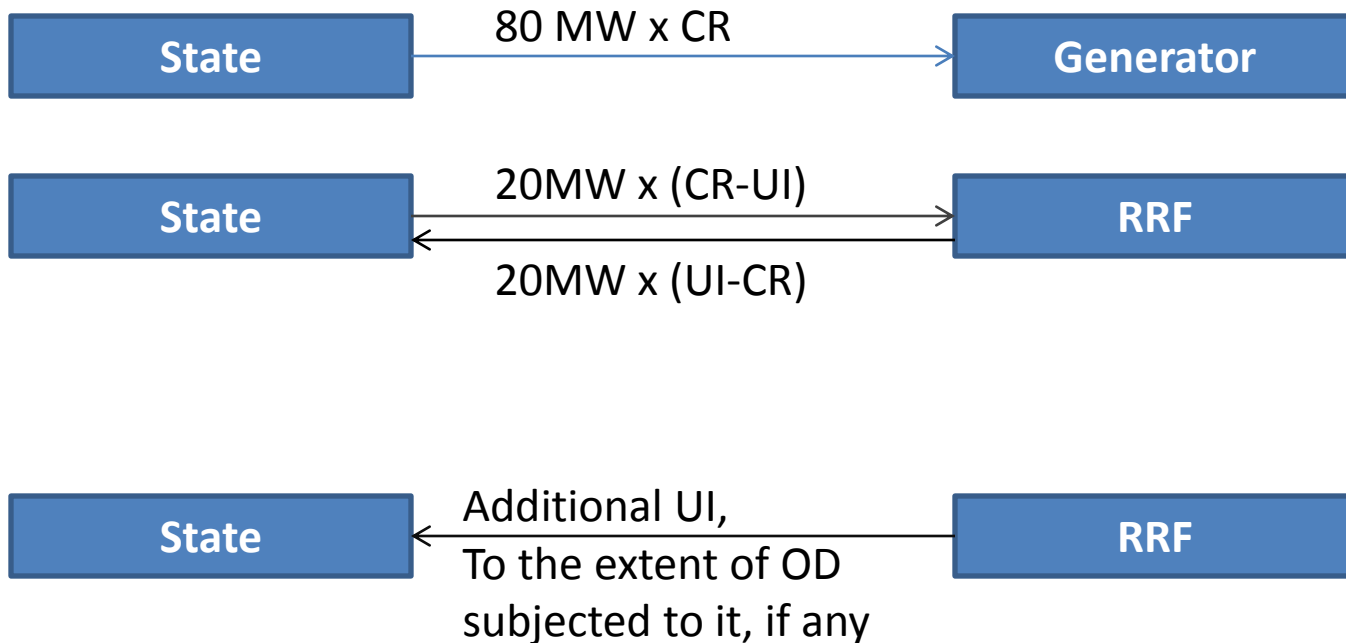 80 MW x CR
State
Generator
20MW x (CR-UI)
State
RRF
20MW x (UI-CR)
Additional UI,
State
RRF
To the extent of OD
subjected to it, if any